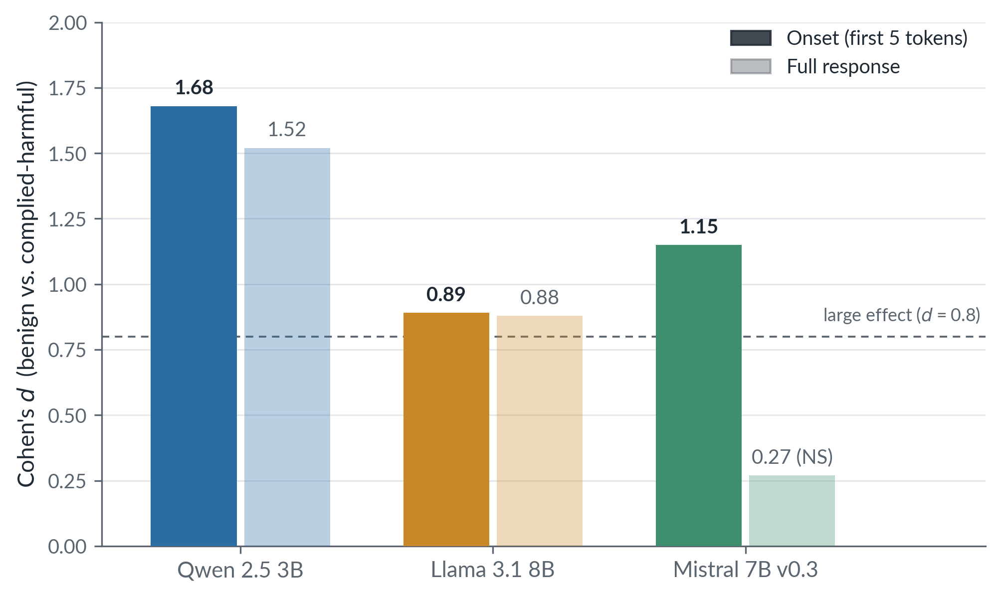 Onset (first 5 tokens)
Full response
Cohen's d (benign vs. complied-harmful)
2.00
1.75
1.50
1.25
1.00
0.75
0.50
0.25
0.00
1.68
1.52
0.89
0.88
1.15
0.27 (NS)
large effect (d = 0.8)
Qwen 2.5 3B
Llama 3.1 8B
Mistral 7B v0.3